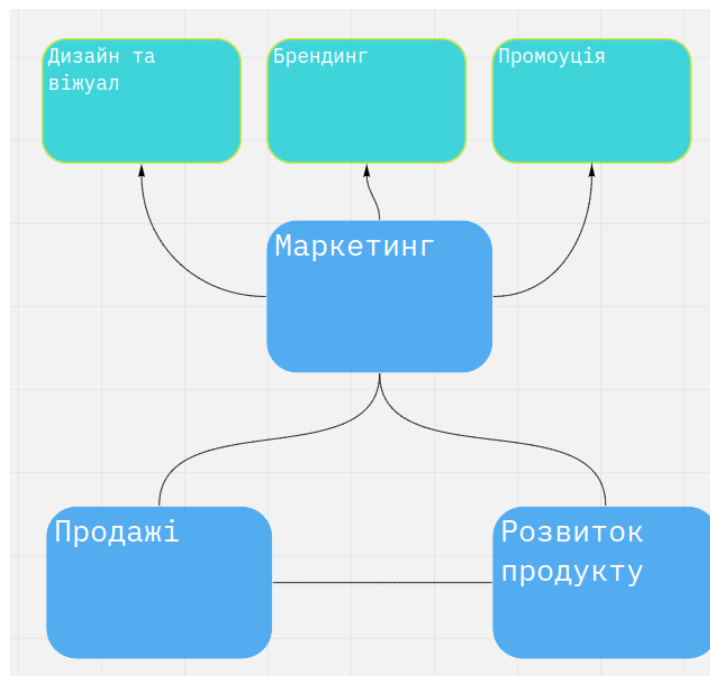 Дизайн та
віжуал
Брендинг
Промоуція
Маркетинг
Продажі
Розвиток
продукту